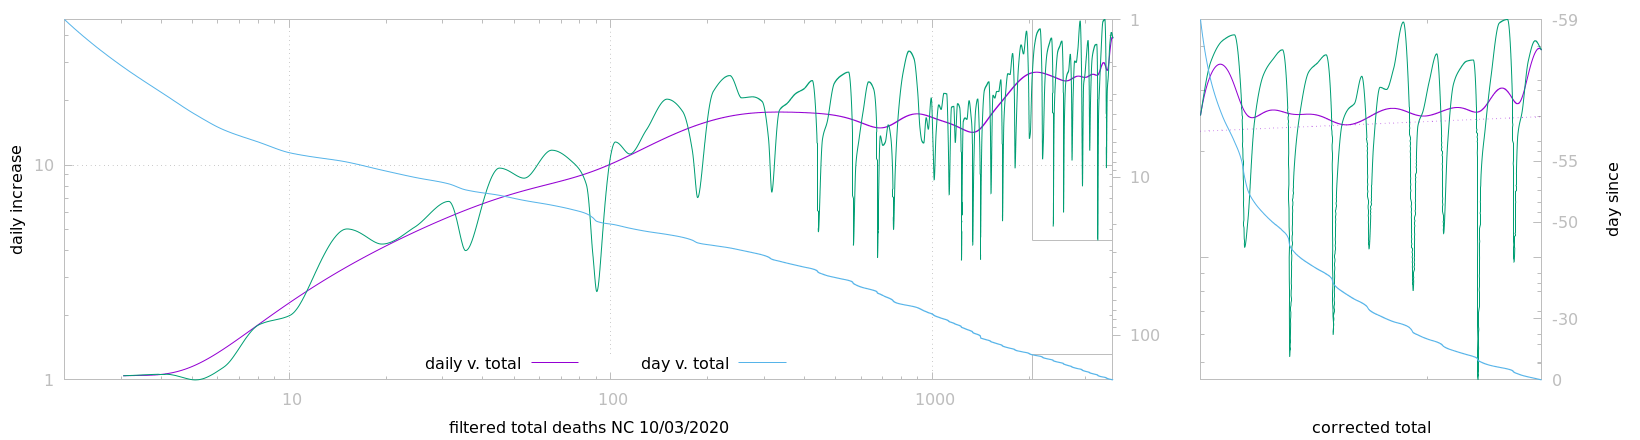 1
-59
10
daily increase
10
-55
-50
day since
-30
100
daily v. total
day v. total
1
0
10
100
1000
filtered total deaths NC 10/03/2020
corrected total